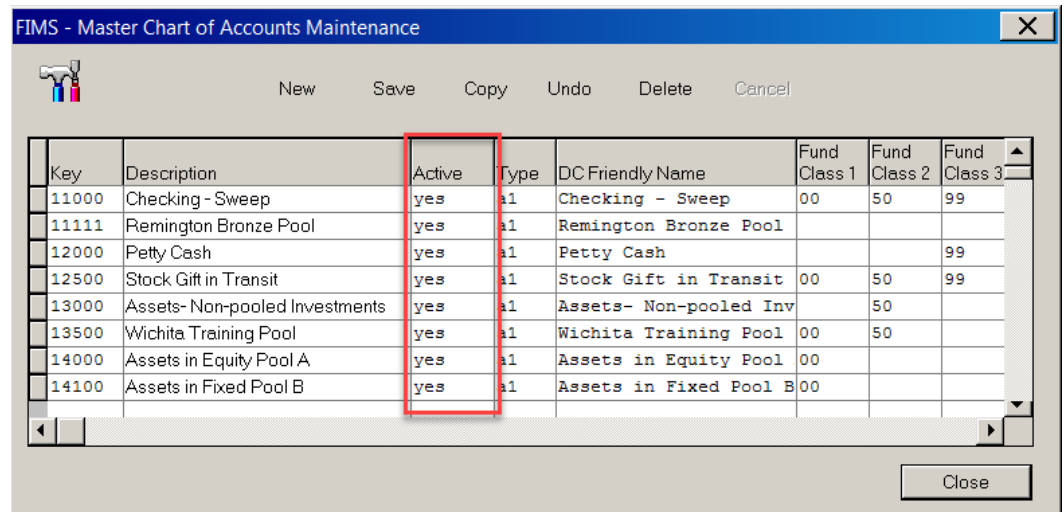 FIMS - Master Chart of Accounts Maintenance
New Save Copy Undo Delete Cancel
Key Description Active Type DC Friendly Name Fund Class 1 Fund Class 2 Fund Class 3
11000 Checking - Sweep yes a1 Checking - Sweep 00 50 99
11111 Remington Bronze Pool yes a1 Remington Bronze Pool
12000 Petty Cash yes a1 Petty Cash 99
12500 Stock Gift in Transit yes a1 Stock Gift in Transit 00 50 99
13000 Assets- Non-pooled Investments yes a1 Assets- Non-pooled Inv 50
13500 Wichita Training Pool yes a1 Wichita Training Pool 00 50
14000 Assets in Equity Pool A yes a1 Assets in Equity Pool 00
14100 Assets in Fixed Pool B yes a1 Assets in Fixed Pool B 00
Close